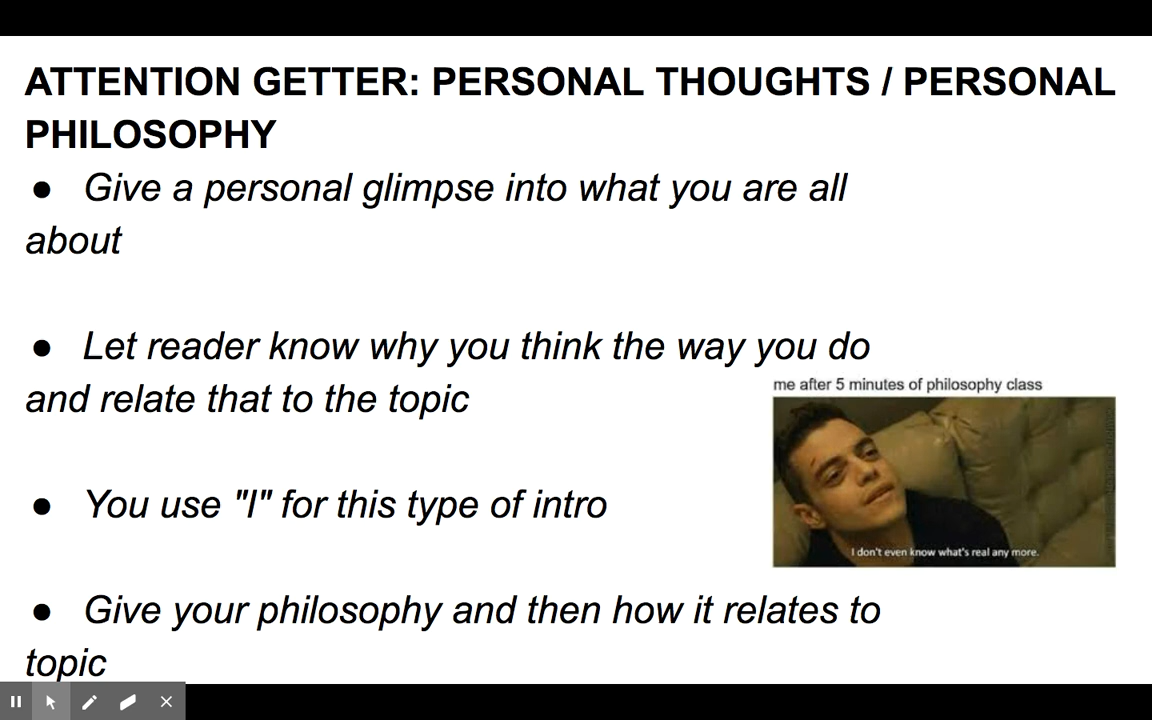 ATTENTION GETTER: PERSONAL THOUGHTS / PERSONAL
PHILOSOPHY
● Give a personal glimpse into what you are all
about
● Let reader know why you think the way you do
and relate that to the topic
me after 5 minutes of philosophy class
● You use "I" for this type of intro
I don't even know what's real any more.
● Give your philosophy and then how it relates to
topic